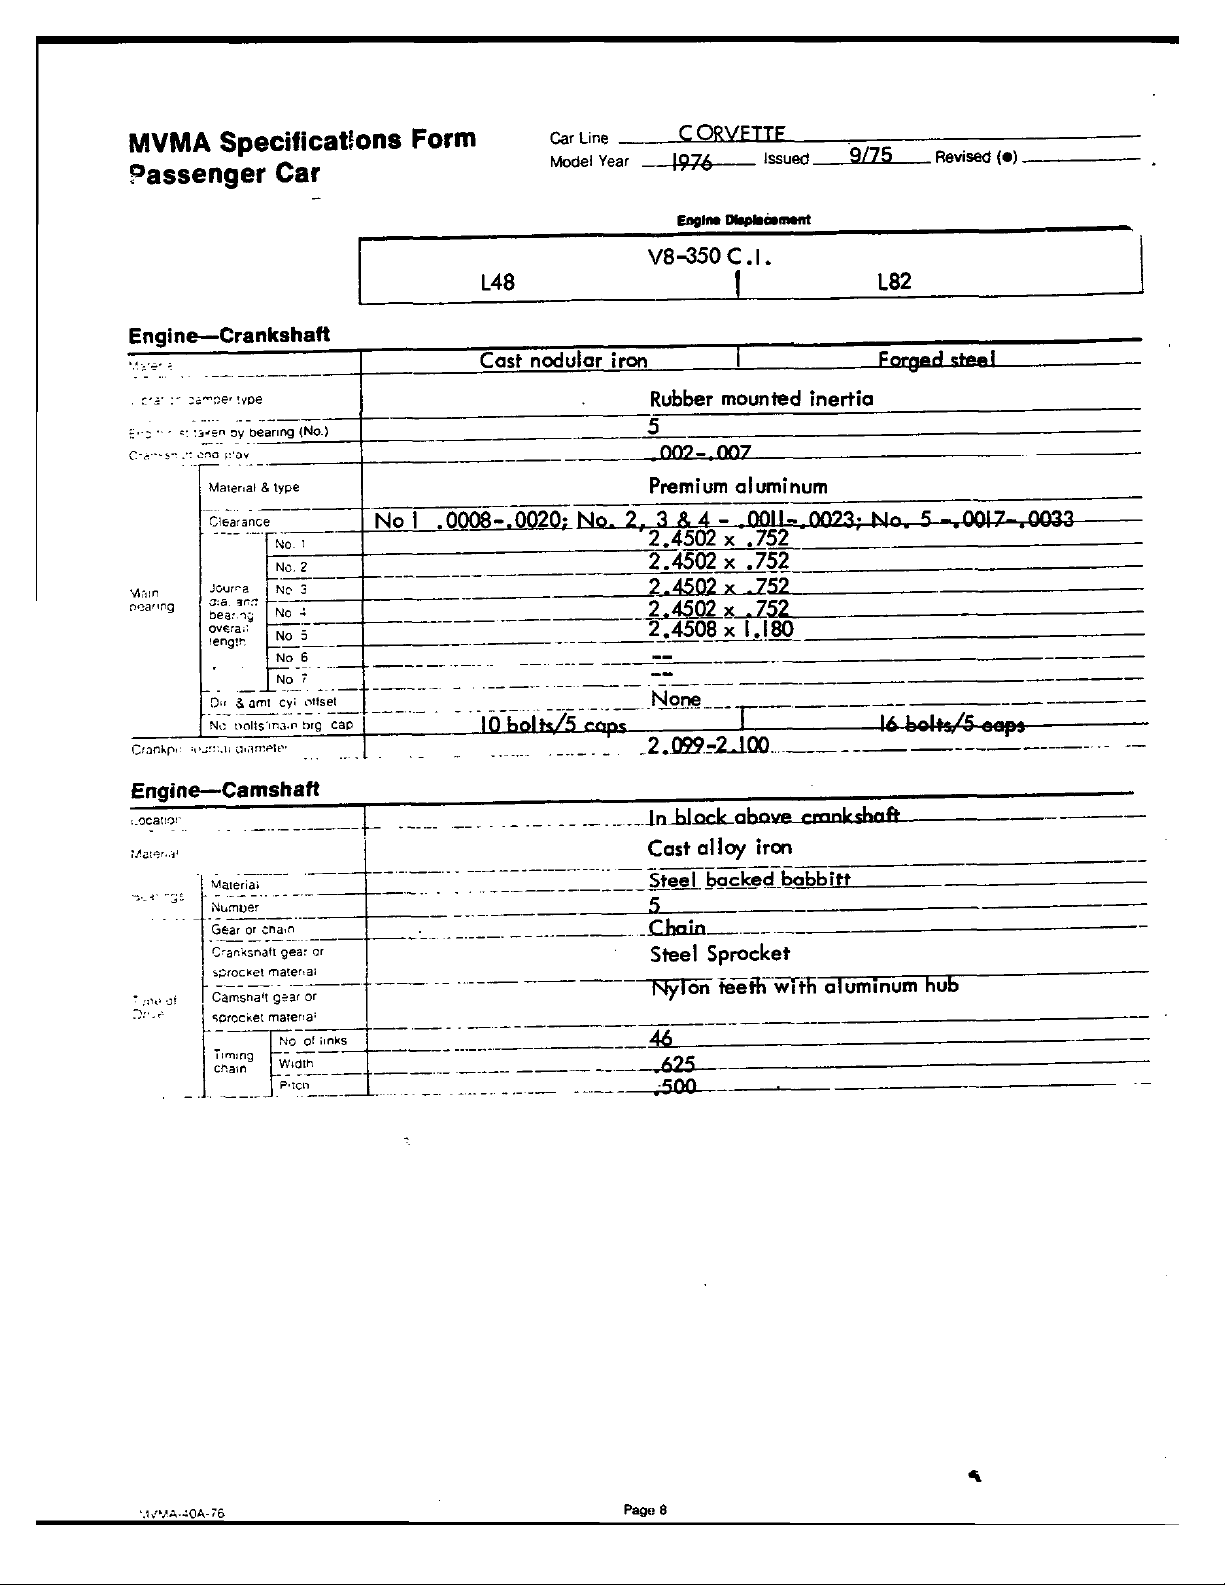 MVMA Specifications Form
Passenger Car
Car Line CORVETTE
Model Year 1976 Issued 9/75 Revised (●)
Engine Displacement
V8-350 C.I.
L48 L82
Engine—Crankshaft
Cast nodular iron Forged steel
damper type Rubber mounted inertia
taken by bearing (No.) 5
end play .002-.007
Material & type Premium aluminum
Clearance No 1 .0008-.0020; No. 2, 3 & 4 - .0011-.0023; No. 5 -.0017-.0033
Main bearing
Journal dia. and bearing overall length
No. 1 2.4502 x .752
No. 2 2.4502 x .752
No 3 2.4502 x .752
No 4 2.4502 x .752
No 5 2.4508 x 1.180
No 6 --
No 7 --
Dir & amt cyl offset None
No bolts/main brg cap 10 bolts/5 caps 16 bolts/5 caps
Crankpin journal diameter 2.099-2.100
Engine—Camshaft
Location In block above crankshaft
Material Cast alloy iron
Material Steel backed babbitt
Number 5
Gear or chain Chain
Crankshaft gear or sprocket material Steel Sprocket
Type of Drive
Camshaft gear or sprocket material Nylon teeth with aluminum hub
Timing chain
No of links 46
Width .625
Pitch .500
MVMA-40A-76 Page 8